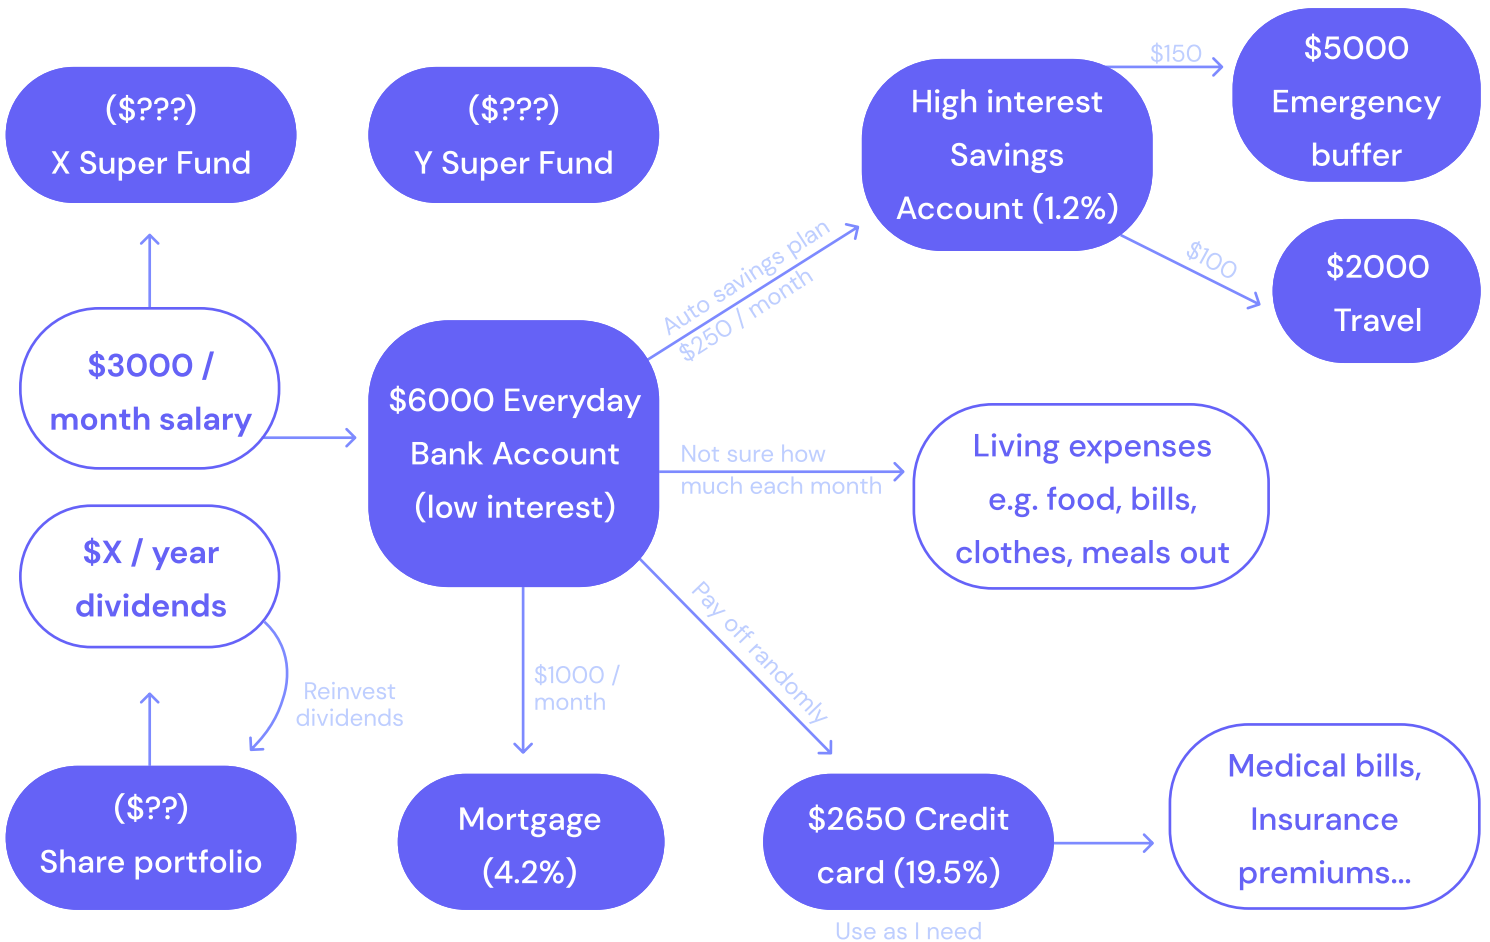 ($???)
X Super Fund
($???)
Y Super Fund
High interest
Savings
Account (1.2%)
$150
$5000
Emergency
buffer
$100
$2000
Travel
Auto savings plan
$250 / month
$3000 /
month salary
$6000 Everyday
Bank Account
(low interest)
Not sure how
much each month
Living expenses
e.g. food, bills,
clothes, meals out
$X / year
dividends
Reinvest
dividends
$1000 /
month
Pay off randomly
($??)
Share portfolio
Mortgage
(4.2%)
$2650 Credit
card (19.5%)
Use as I need
Medical bills,
Insurance
premiums...